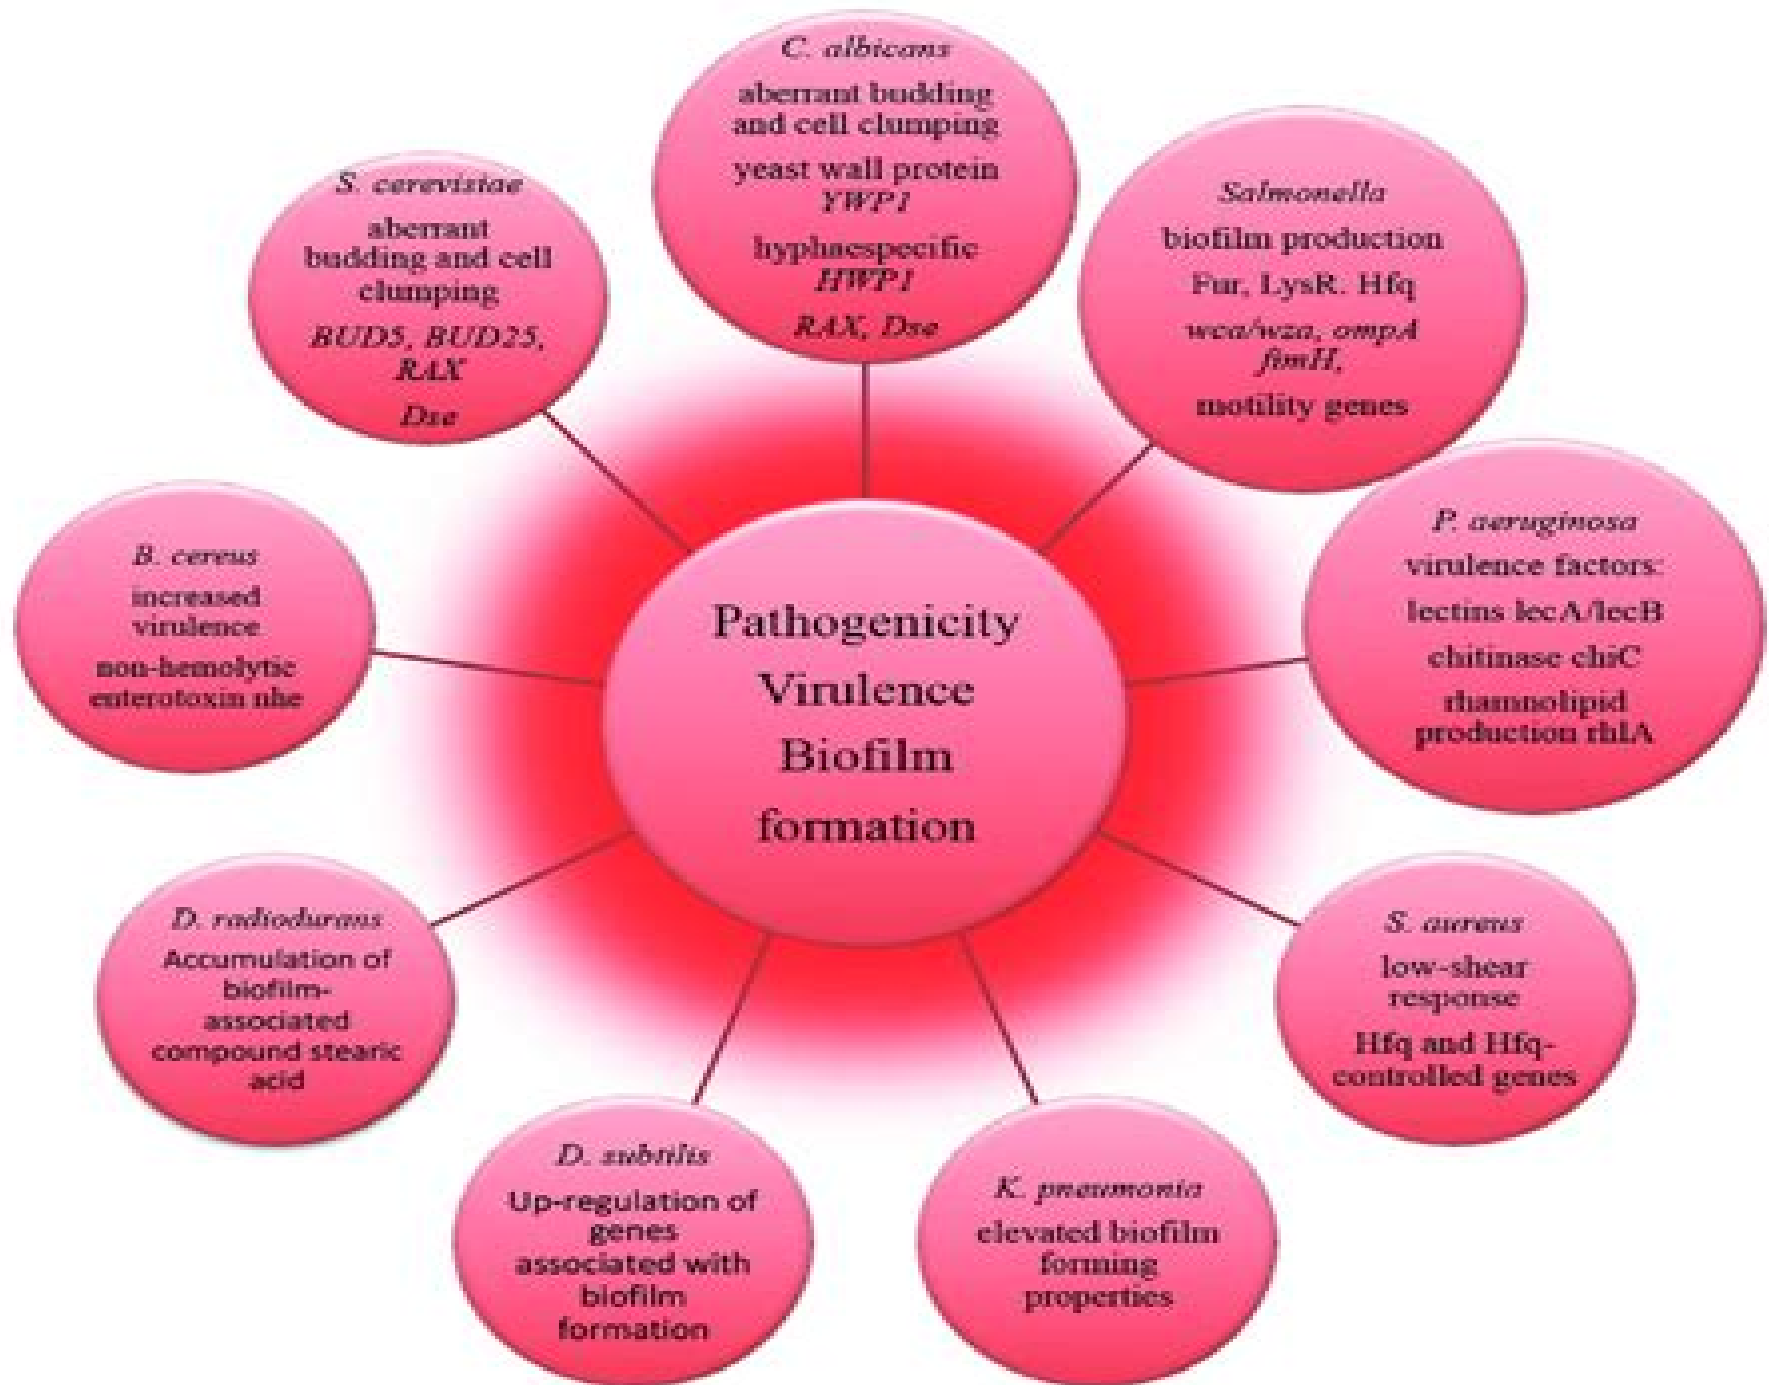 C. albicans
aberrant budding
and cell clumping
yeast wall protein
YWP1
hyphaespecific
HWP1
RAX, Dse
Salmonella
biofilm production
Fur, LysR. Hfq
wca/wza, ompA
fimH,
motility genes
P. aeruginosa
virulence factors:
lectins lecA/lecB
chitinase chiC
rhamnolipid
production rhlA
S. aureus
low-shear
response
Hfq and Hfq-
controlled genes
K. pneumonia
elevated biofilm
forming
properties
D. subtilis
Up-regulation of
genes
associated with
biofilm
formation
D. radiodurans
Accumulation of
biofilm-
associated
compound stearic
acid
B. cereus
increased
virulence
non-hemolytic
enterotoxin nhe
S. cerevisiae
aberrant
budding and cell
clumping
BUD5, BUD25,
RAX
Dse
Pathogenicity
Virulence
Biofilm
formation